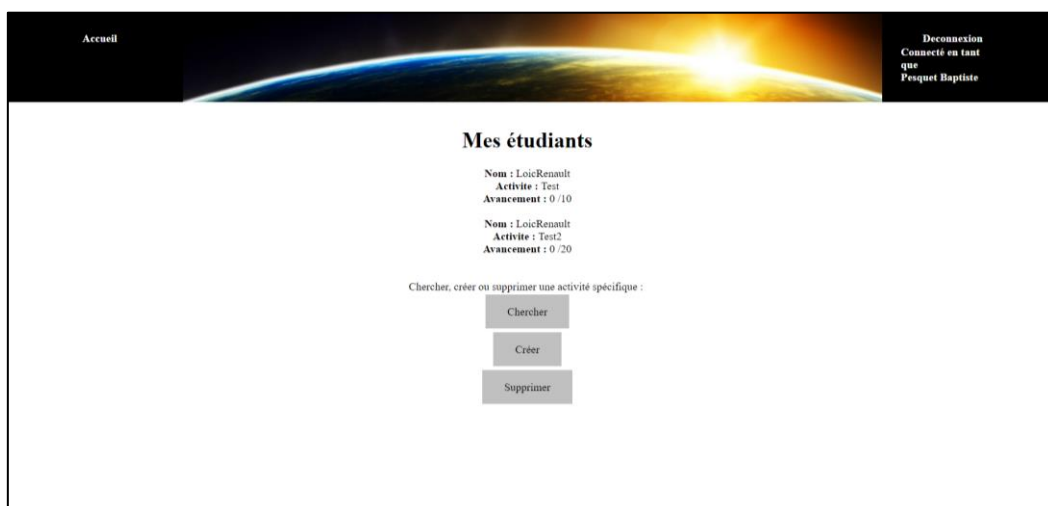 Accueil
Deconnexion
Connecté en tant
que
Pesquet Baptiste
Mes étudiants
Nom : LoicRenault
Activite : Test
Avancement : 0 /10
Nom : LoicRenault
Activite : Test2
Avancement : 0 /20
Chercher, créer ou supprimer une activité spécifique :
Chercher
Créer
Supprimer